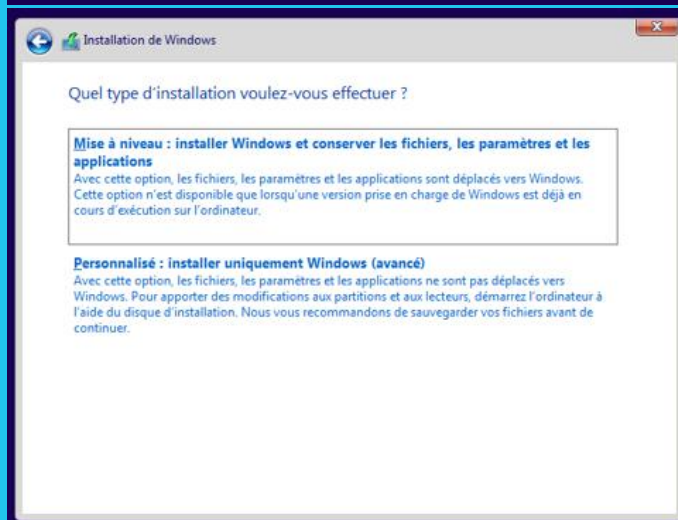 Installation de Windows
Quel type d'installation voulez-vous effectuer ?
Mise à niveau : installer Windows et conserver les fichiers, les paramètres et les
applications
Avec cette option, les fichiers, les paramètres et les applications sont déplacés vers Windows.
Cette option n'est disponible que lorsqu'une version prise en charge de Windows est déjà en
cours d'exécution sur l'ordinateur.
Personnalisé : installer uniquement Windows (avancé)
Avec cette option, les fichiers, les paramètres et les applications ne sont pas déplacés vers
Windows. Pour apporter des modifications aux partitions et aux lecteurs, démarrez l'ordinateur à
l'aide du disque d'installation. Nous vous recommandons de sauvegarder vos fichiers avant de
continuer.